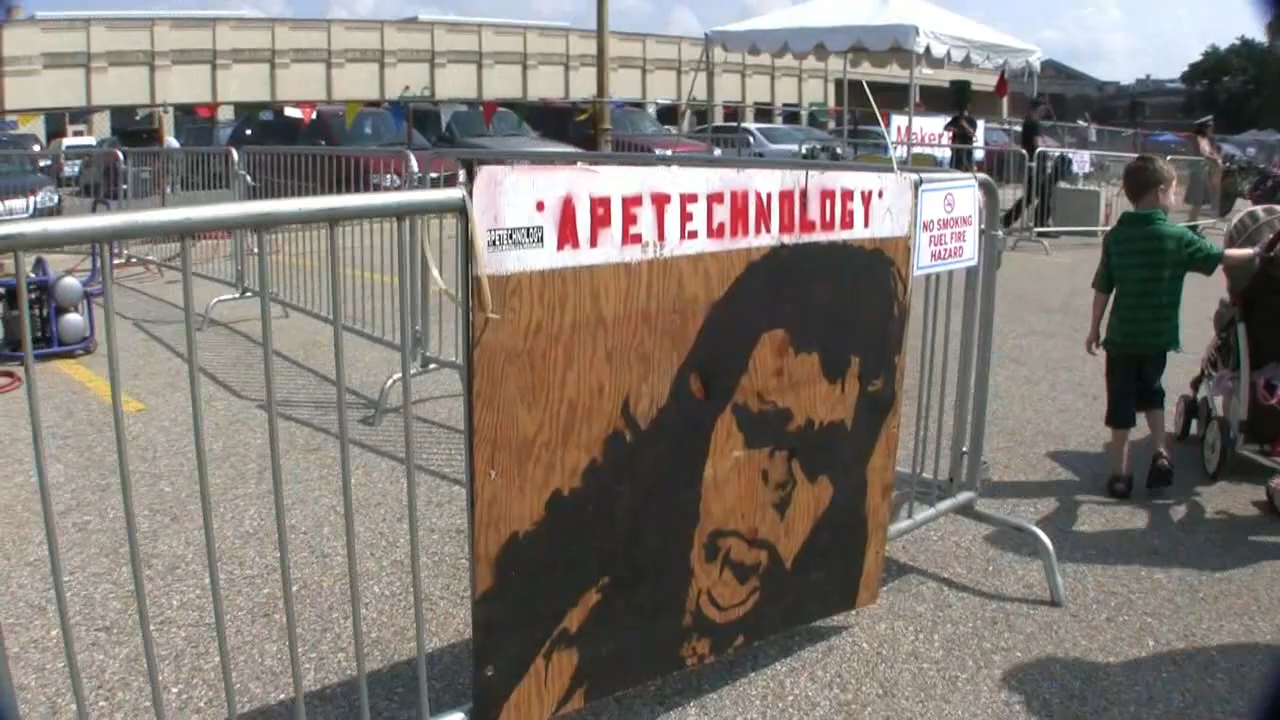 Maker
APETECHNOLOGY
APETECHNOLOGY
NO SMOKING
FUEL FIRE
HAZARD